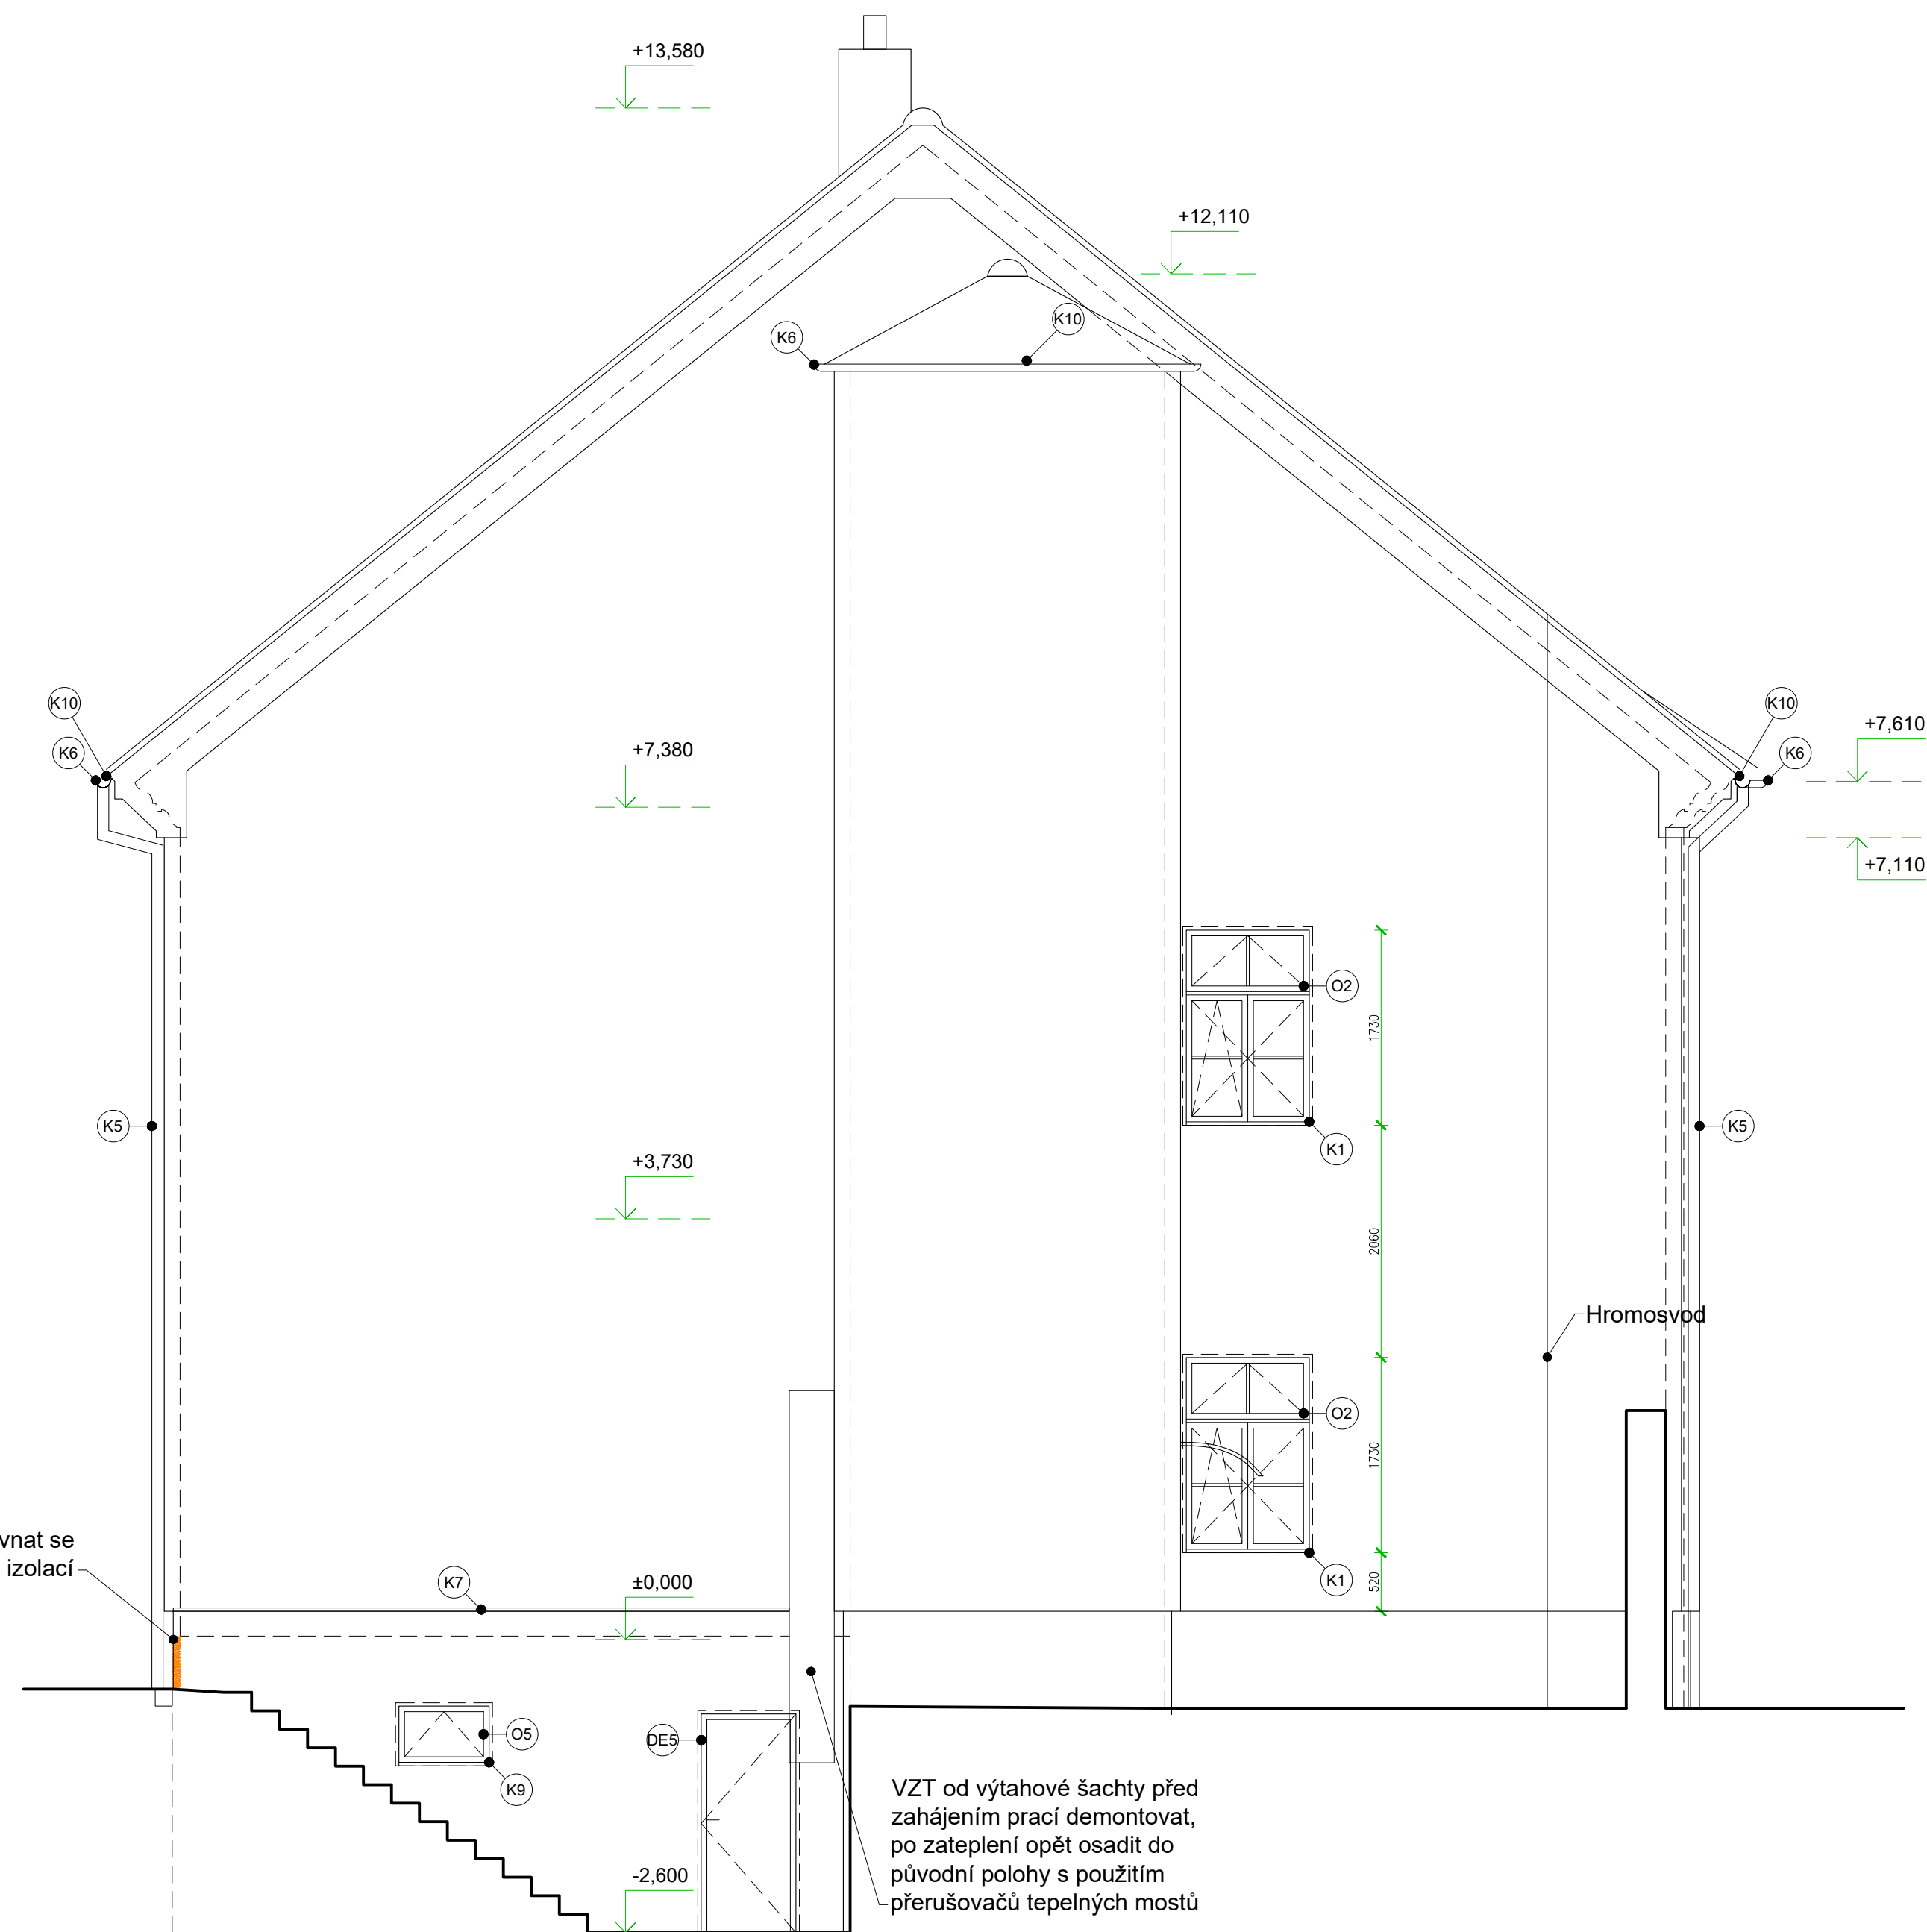 +13,580
+12,110
K10
K6
K10
K10
+7,610
K6
+7,380
K6
+7,110
O2
1730
K5
K5
K1
+3,730
2060
Hromosvod
O2
1730
vnat se
izolací
K7
±0,000
K1
520
O5
DE5
K9
VZT od výtahové šachty před
zahájením prací demontovat,
po zateplení opět osadit do
původní polohy s použitím
přerušovačů tepelných mostů
-2,600